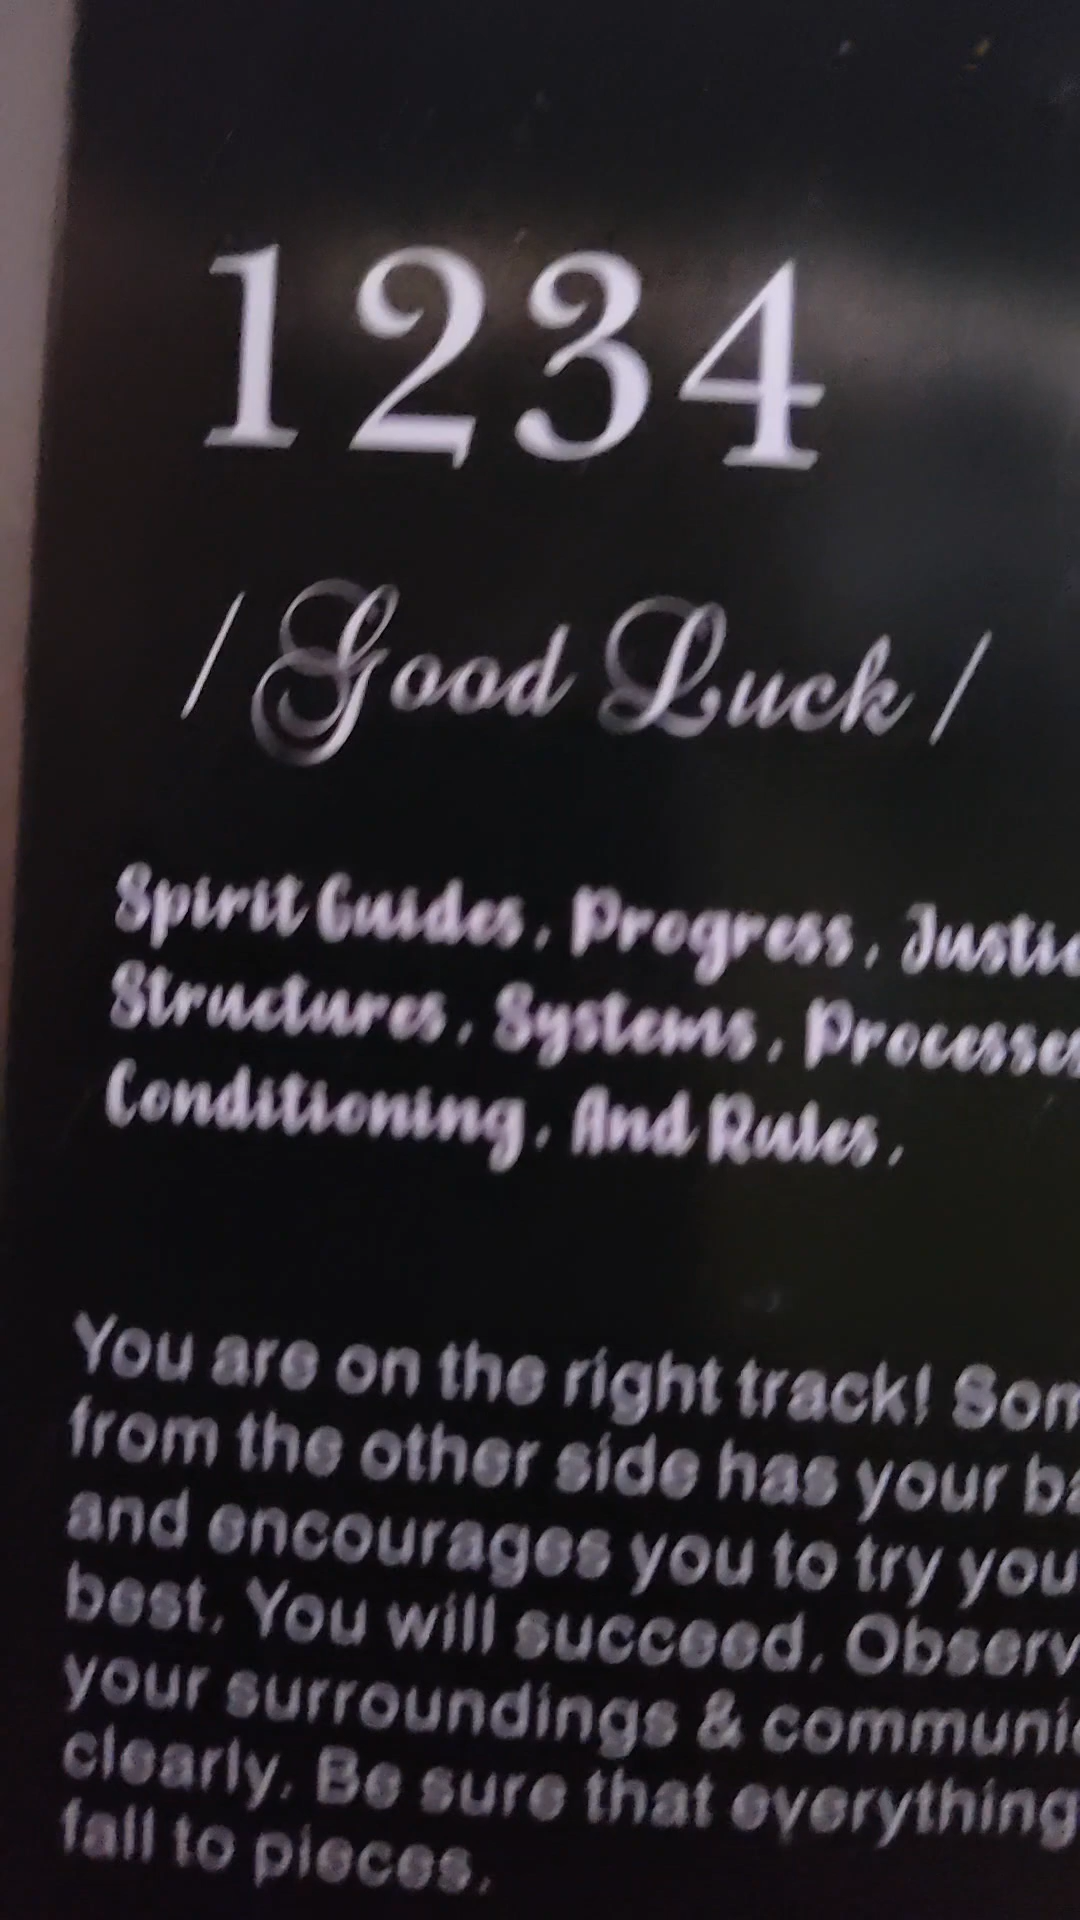 1234
/ Good Luck /
Spirit Guides, Progress,
Structures, Systems,
Conditioning, And Rules,
You are on the right track!
from the other side has your
and encourages you to try
best. You will succeed.
your surroundings &
clearly. Be sure that everything
fall to pieces.